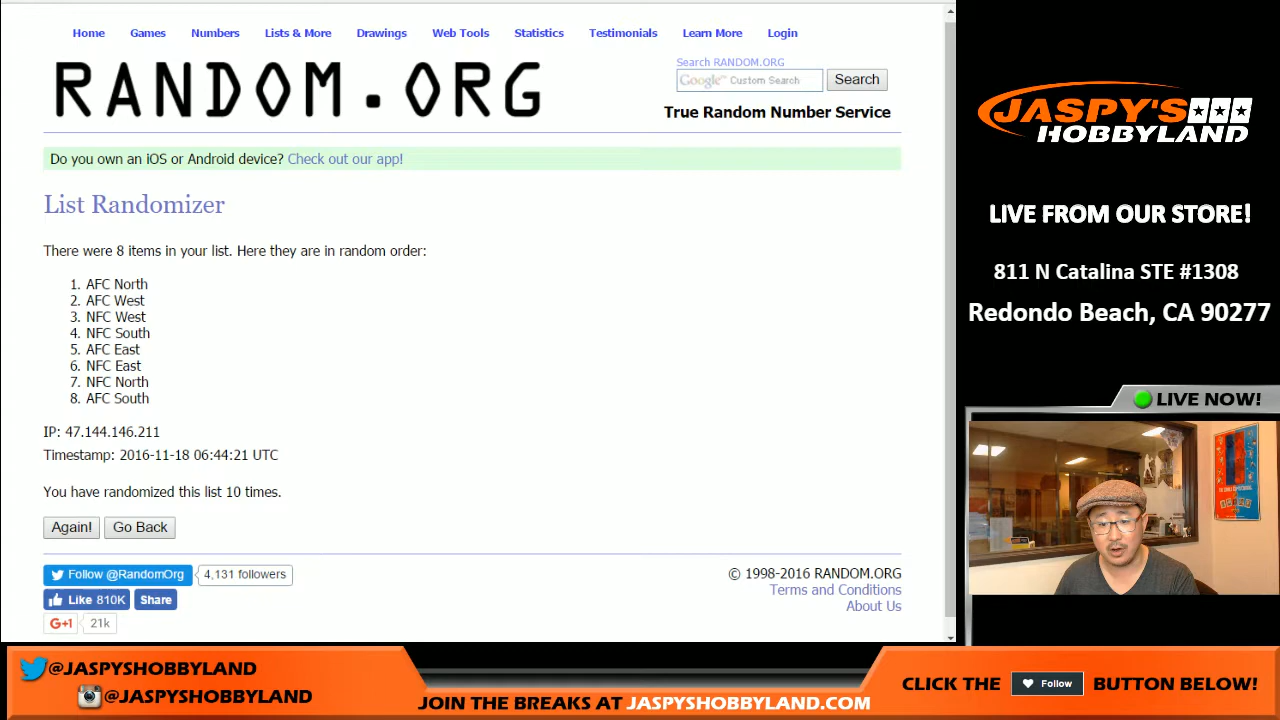 Home Games Numbers Lists & More Drawings Web Tools Statistics Testimonials Learn More Login
RANDOM.ORG
Search RANDOM.ORG
Google™ Custom Search Search
True Random Number Service
Do you own an iOS or Android device? Check out our app!
List Randomizer
There were 8 items in your list. Here they are in random order:
1. AFC North
2. AFC West
3. NFC West
4. NFC South
5. AFC East
6. NFC East
7. NFC North
8. AFC South
IP: 47.144.146.211
Timestamp: 2016-11-18 06:44:21 UTC
You have randomized this list 10 times.
Again! Go Back
Follow @RandomOrg 4,131 followers
Like 810K Share
G+1 21k
© 1998-2016 RANDOM.ORG
Terms and Conditions
About Us
JASPY'S
HOBBYLAND
LIVE FROM OUR STORE!
811 N Catalina STE #1308
Redondo Beach, CA 90277
LIVE NOW!
@JASPYSHOBBYLAND
@JASPYSHOBBYLAND
JOIN THE BREAKS AT JASPYSHOBBYLAND.COM
CLICK THE Follow BUTTON BELOW!